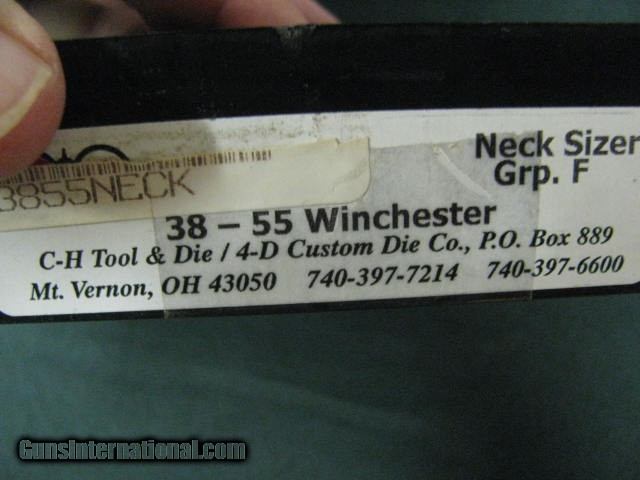 Neck Sizer
Grp. F
3855NECK
38 – 55 Winchester
C-H Tool & Die / 4-D Custom Die Co., P.O. Box 889
Mt. Vernon, OH 43050 740-397-7214 740-397-6600
GunsInternational.com